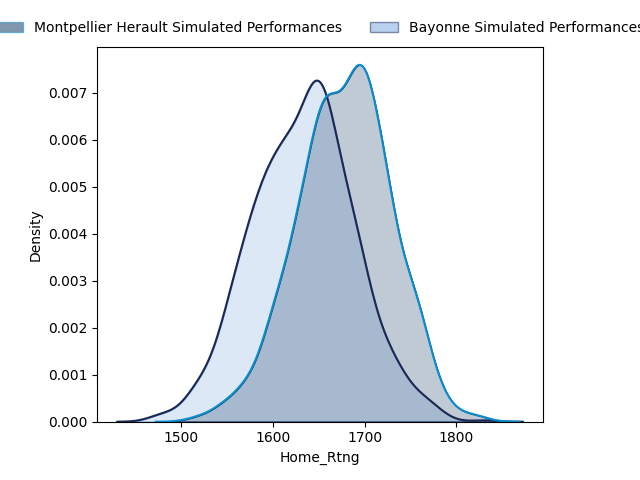 Montpellier Herault Simulated Performances
Bayonne Simulated Performances
0.007
0.006
0.005
0.004
0.003
0.002
0.001
0.000
Density
1500 1600 1700 1800
Home_Rtng